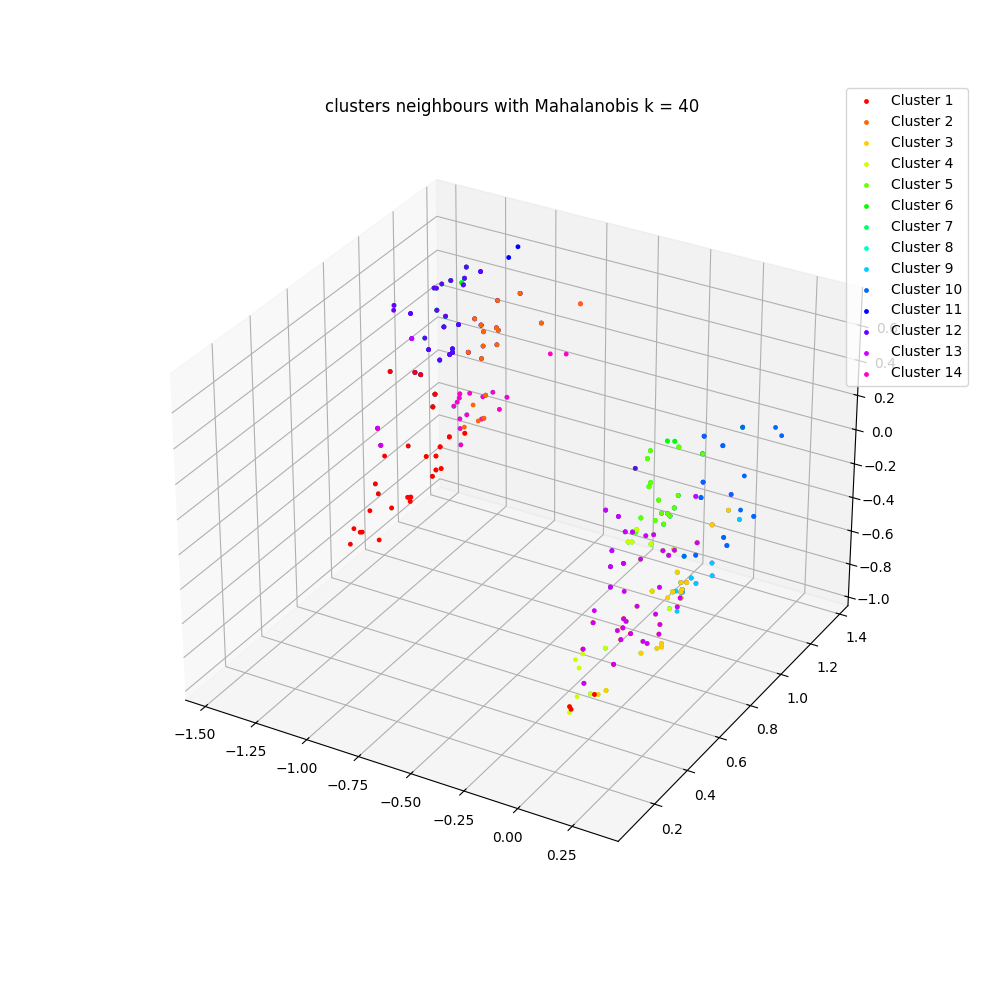 clusters neighbours with Mahalanobis k = 40
Cluster 1
Cluster 2
Cluster 3
Cluster 4
Cluster 5
Cluster 6
Cluster 7
Cluster 8
Cluster 9
Cluster 10
Cluster 11
Cluster 12
Cluster 13
Cluster 14
0.4
0.2
0.0
−0.2
−0.4
−0.6
−0.8
−1.0
1.4
1.2
1.0
0.8
0.6
0.4
0.2
−1.50
−1.25
−1.00
−0.75
−0.50
−0.25
0.00
0.25